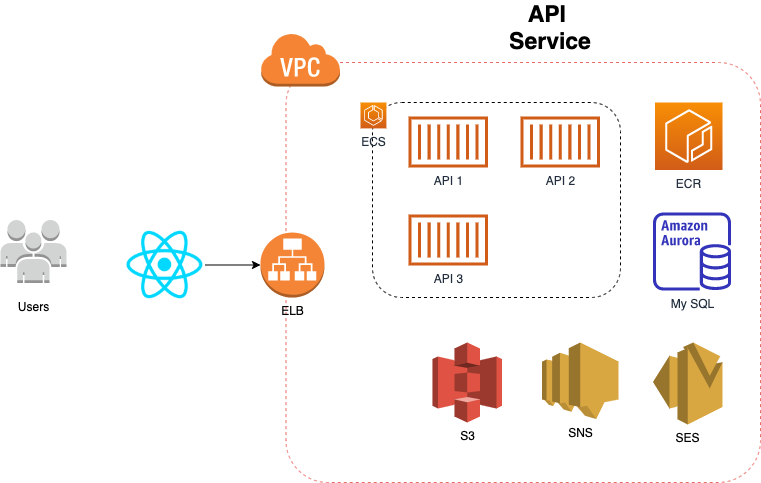 API
Service
VPC
ECS
API 1
API 2
ECR
Amazon
Aurora
API 3
My SQL
Users
ELB
S3
SNS
SES